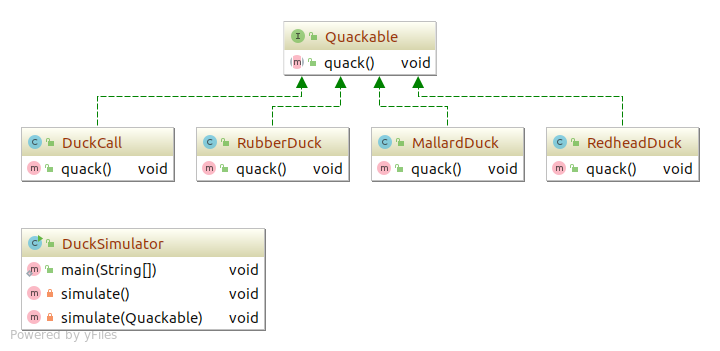 Quackable
quack() void
DuckCall RubberDuck MallardDuck RedheadDuck
quack() void quack() void quack() void quack() void
DuckSimulator
main(String[]) void
simulate() void
simulate(Quackable) void
Powered by yFiles